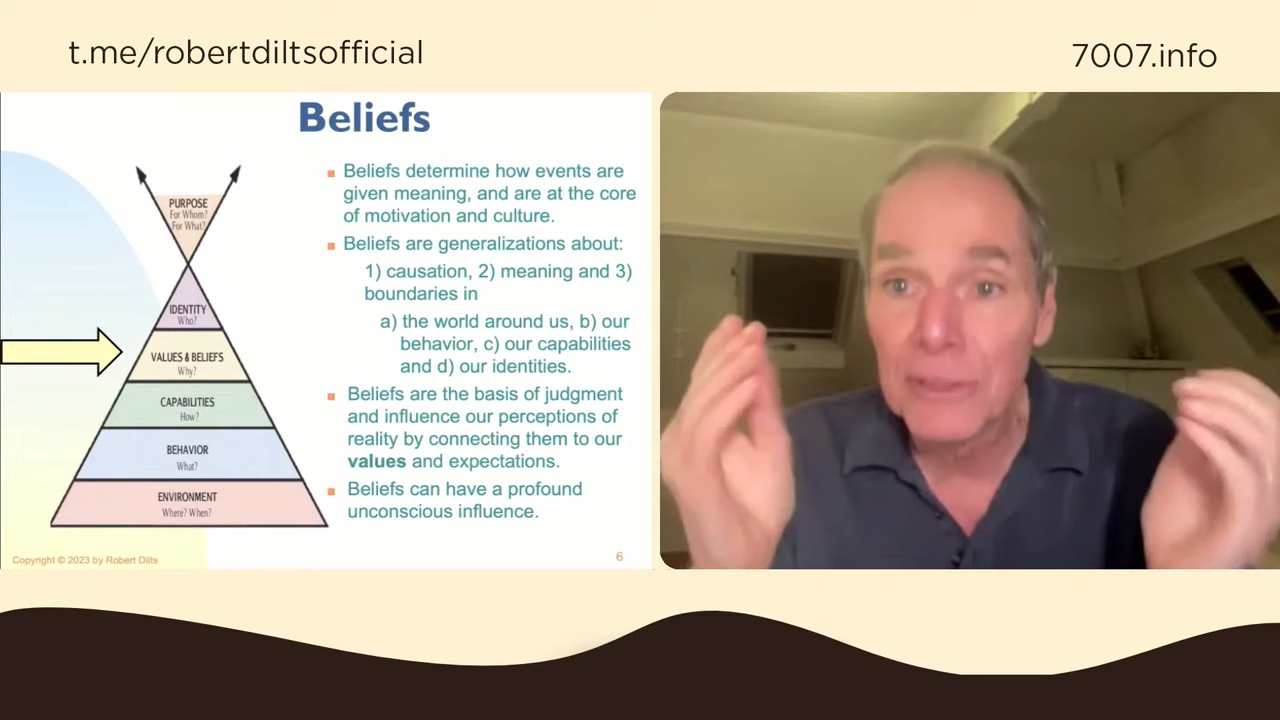 t.me/robertdiltsofficial
7007.info
Beliefs
PURPOSE
For Whom?
For What?
IDENTITY
Who?
VALUES & BELIEFS
Why?
CAPABILITIES
How?
BEHAVIOR
What?
ENVIRONMENT
Where? When?
Beliefs determine how events are
given meaning, and are at the core
of motivation and culture.
Beliefs are generalizations about:
1) causation, 2) meaning and 3)
boundaries in
a) the world around us, b) our
behavior, c) our capabilities
and d) our identities.
Beliefs are the basis of judgment
and influence our perceptions of
reality by connecting them to our
values and expectations.
Beliefs can have a profound
unconscious influence.
Copyright © 2023 by Robert Dilts
6